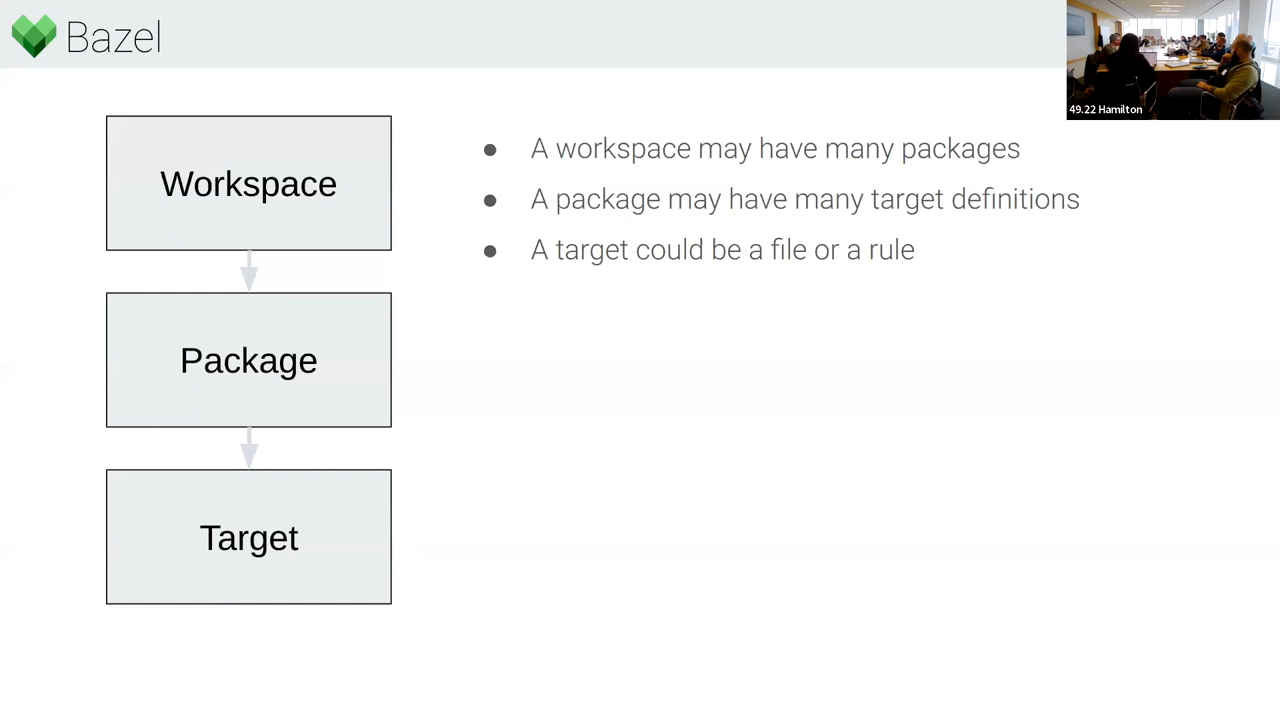 Bazel
49.22 Hamilton
Workspace
Package
Target
A workspace may have many packages
A package may have many target definitions
A target could be a file or a rule